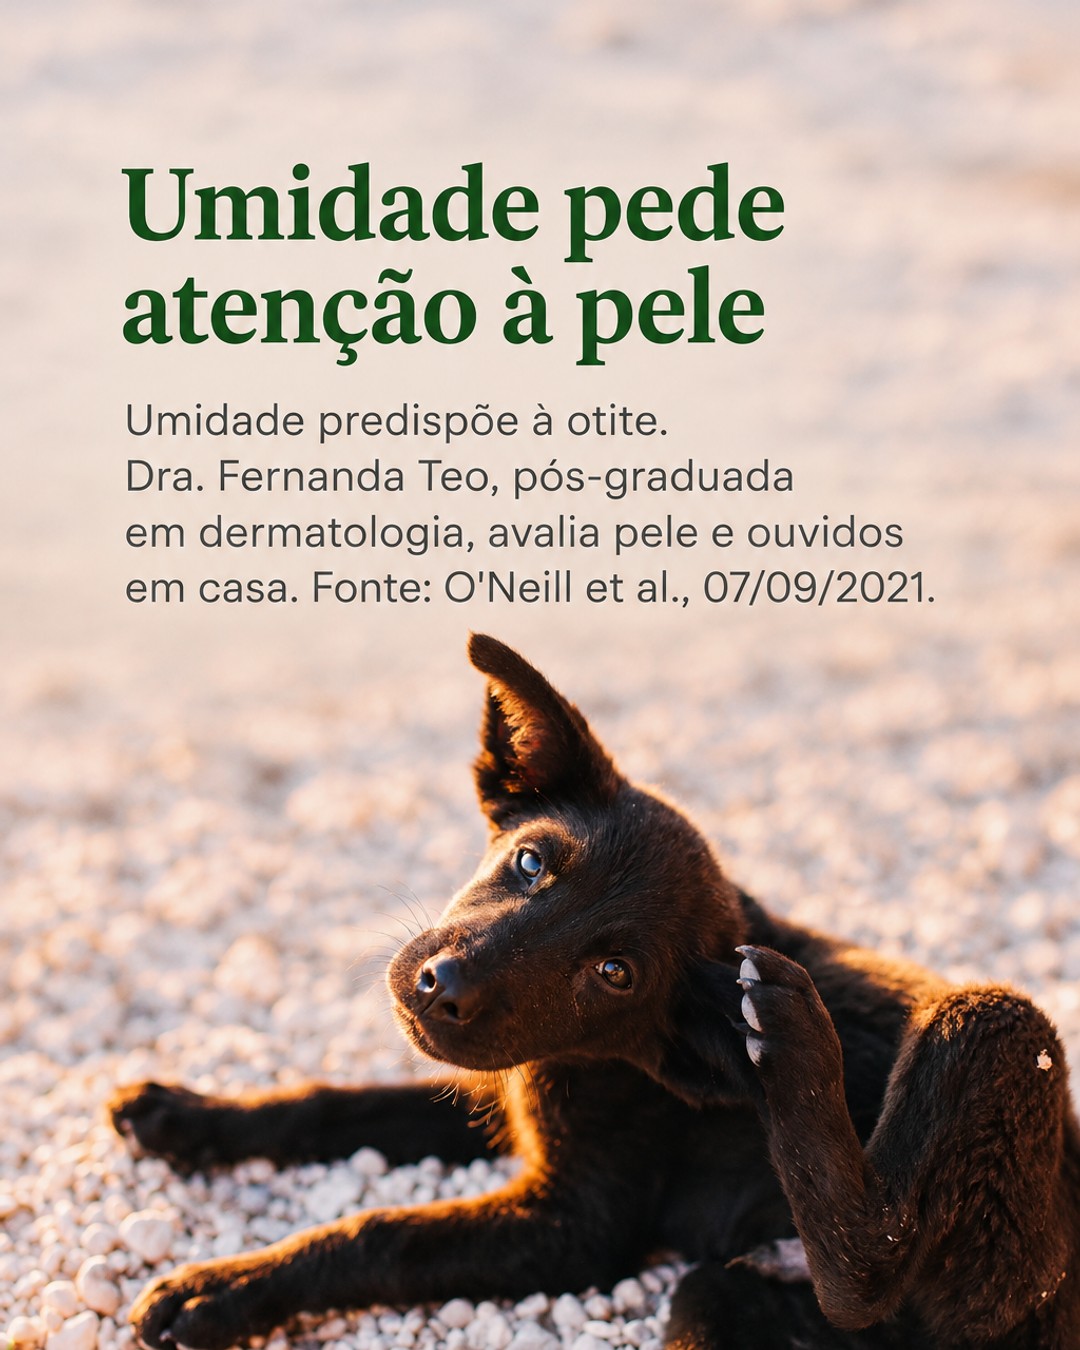 Umidade pede
atenção à pele
Umidade predispõe à otite.
Dra. Fernanda Teo, pós-graduada
em dermatologia, avalia pele e ouvidos
em casa. Fonte: O'Neill et al., 07/09/2021.